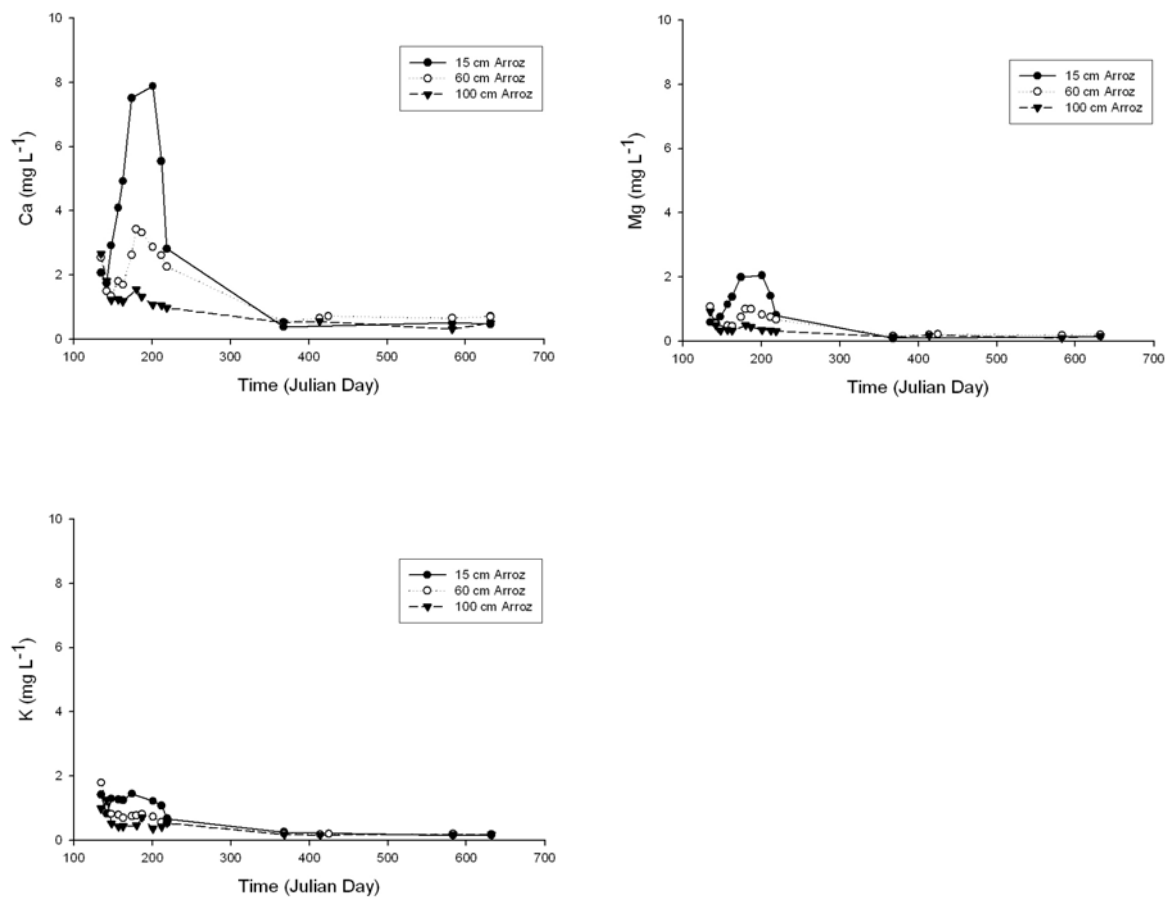 10
8
6
4
2
0
Ca (mg L⁻¹)
15 cm Arroz
60 cm Arroz
100 cm Arroz
100 200 300 400 500 600 700
Time (Julian Day)
10
8
6
4
2
0
Mg (mg L⁻¹)
15 cm Arroz
60 cm Arroz
100 cm Arroz
100 200 300 400 500 600 700
Time (Julian Day)
10
8
6
4
2
0
K (mg L⁻¹)
15 cm Arroz
60 cm Arroz
100 cm Arroz
100 200 300 400 500 600 700
Time (Julian Day)